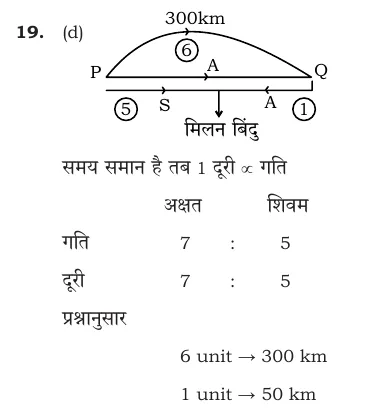 300km
19. (d)
6
P A Q
5 S A 1
मिलन बिंदु
समय समान है तब 1 दूरी ∝ गति
अक्षत शिवम
गति 7 : 5
दूरी 7 : 5
प्रश्नानुसार
6 unit → 300 km
1 unit → 50 km